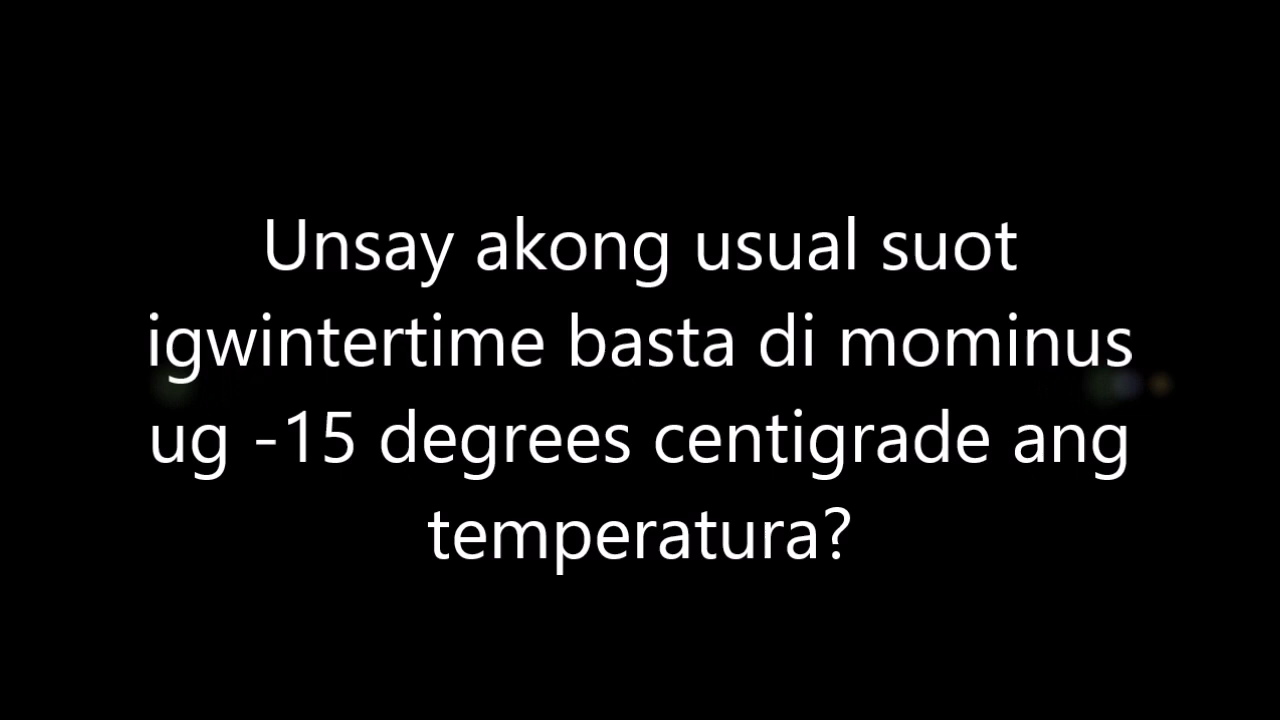 Unsay akong usual suot
igwintertime basta di mominus
ug -15 degrees centigrade ang
temperatura?